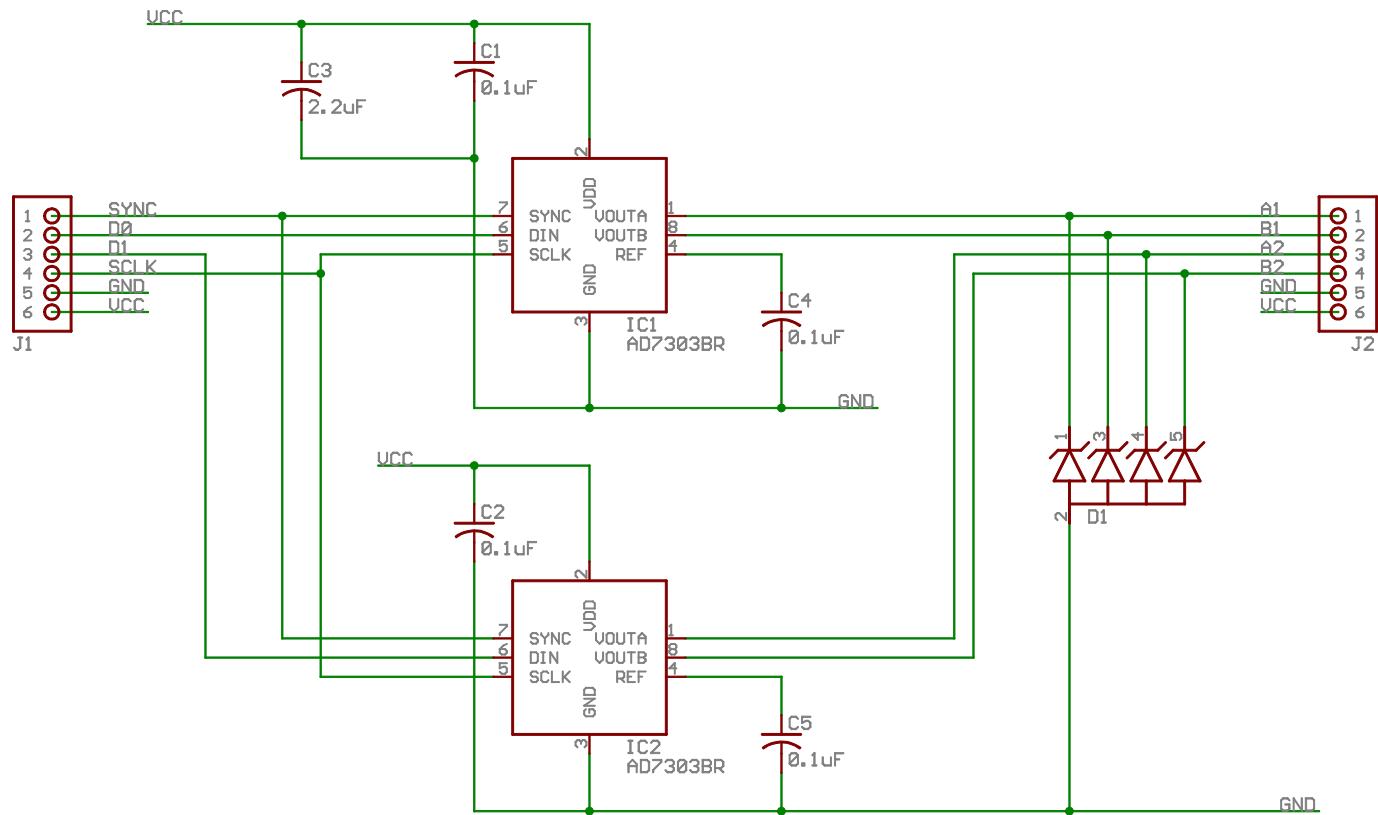 VCC
C1
0.1uF
C3
2.2uF
2
VDD
1 SYNC
2 D0
3 D1
4 SCLK
5 GND
6 VCC
J1
7 SYNC VOUTA 1
6 DIN VOUTB 8
5 SCLK REF 4
GND
3
IC1
AD7303BR
C4
0.1uF
GND
A1 1
B1 2
A2 3
B2 4
GND 5
VCC 6
J2
1 3 4 5
2
D1
VCC
C2
0.1uF
2
VDD
7 SYNC VOUTA 1
6 DIN VOUTB 8
5 SCLK REF 4
GND
3
IC2
AD7303BR
C5
0.1uF
GND